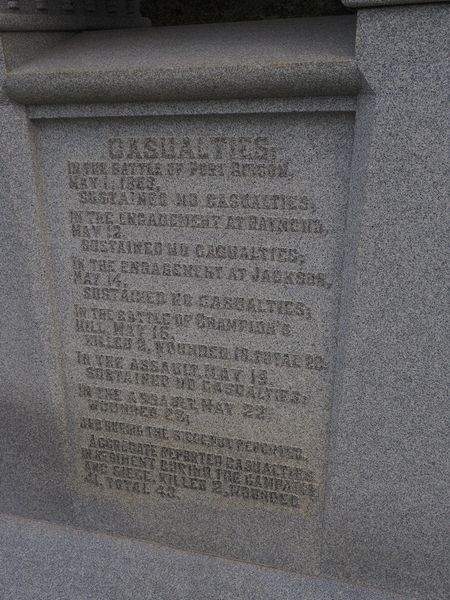 CASUALTIES;
IN THE BATTLE OF PORT GIBSON,
MAY 1, 1863,
SUSTAINED NO CASUALTIES;
IN THE ENGAGEMENT AT RAYMOND,
MAY 12,
SUSTAINED NO CASUALTIES;
IN THE ENGAGEMENT AT JACKSON,
MAY 14,
SUSTAINED NO CASUALTIES;
IN THE BATTLE OF CHAMPION'S
HILL, MAY 16,
KILLED 2, WOUNDED 18, TOTAL 20.
IN THE ASSAULT, MAY 19,
SUSTAINED NO CASUALTIES;
IN THE ASSAULT, MAY 22,
WOUNDED 23;
AND DURING THE SIEGE NOT REPORTED.
AGGREGATE REPORTED CASUALTIES
IN REGIMENT DURING THE CAMPAIGN
AND SIEGE, KILLED 2, WOUNDED
41, TOTAL 43.